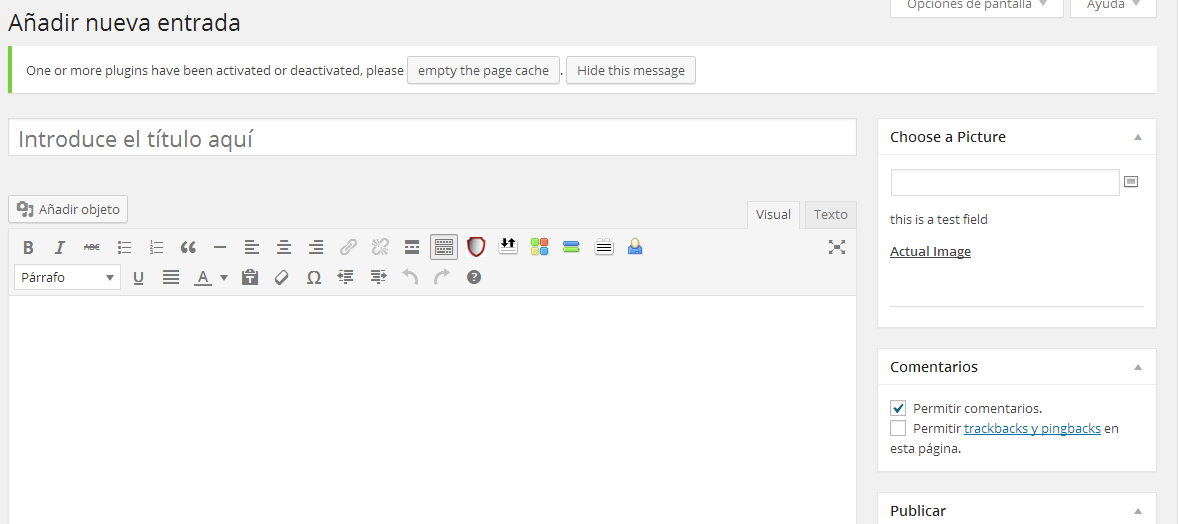 Opciones de pantalla
Ayuda
Añadir nueva entrada
One or more plugins have been activated or deactivated, please empty the page cache. Hide this message
Introduce el título aquí
Añadir objeto
Visual
Texto
B I ABC
Párrafo
U A Ω ?
Choose a Picture
this is a test field
Actual Image
Comentarios
Permitir comentarios.
Permitir trackbacks y pingbacks en
esta página.
Publicar